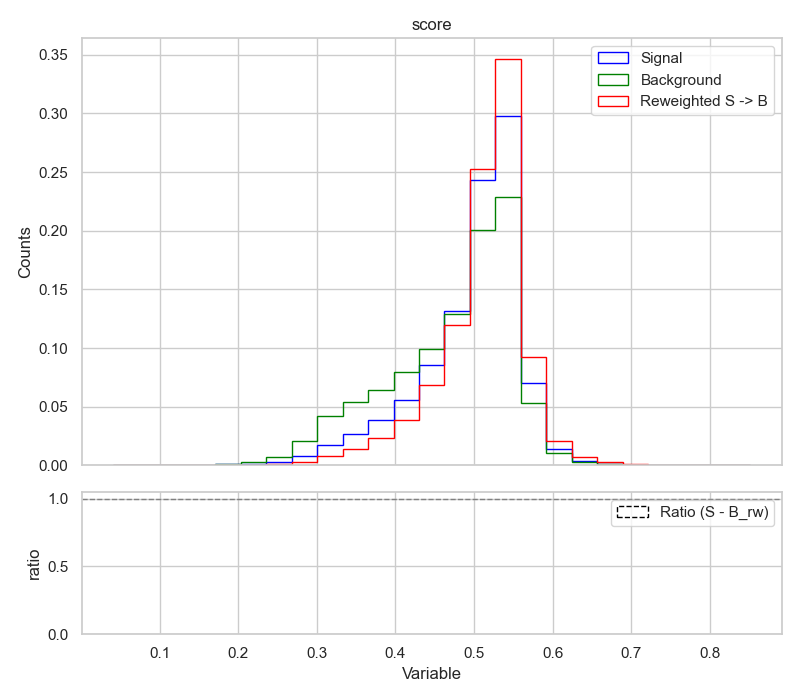 score
0.35
0.30
0.25
0.20
0.15
0.10
0.05
0.00
Counts
Signal
Background
Reweighted S -> B
1.0
0.5
0.0
ratio
Ratio (S - B_rw)
0.1 0.2 0.3 0.4 0.5 0.6 0.7 0.8
Variable